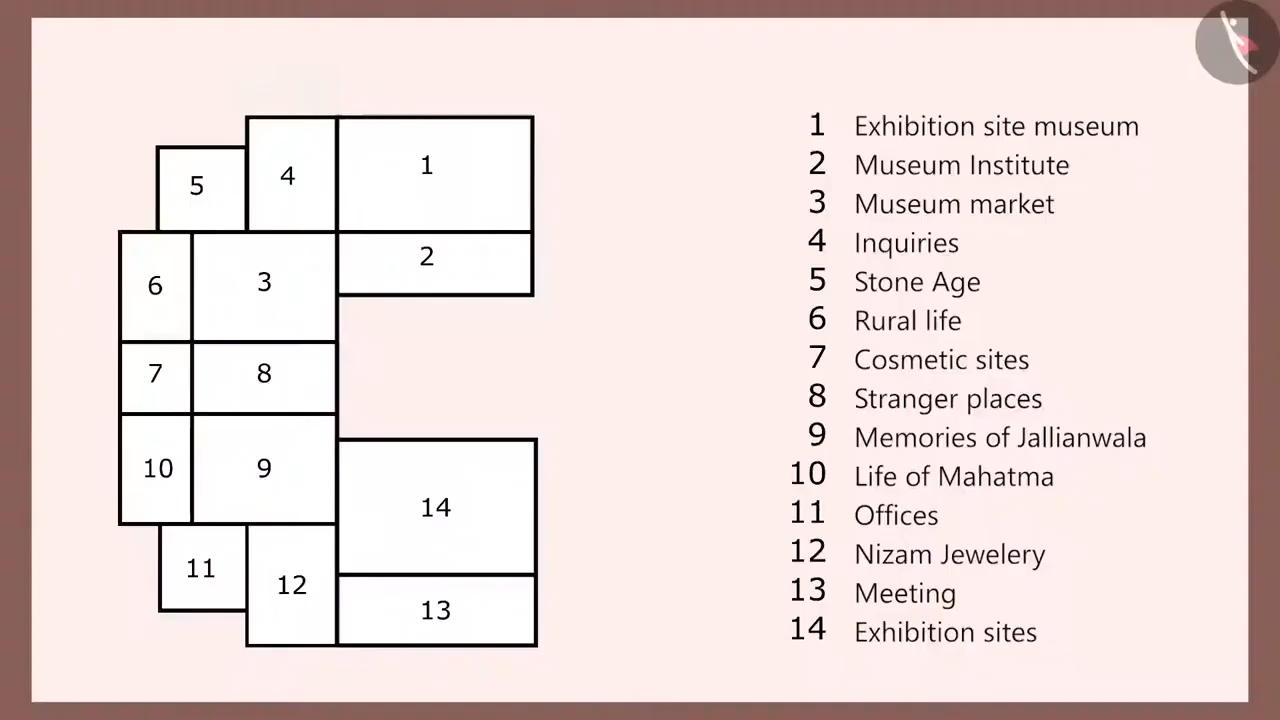 5
4
1
2
6
3
7
8
10
9
14
11
12
13
1 Exhibition site museum
2 Museum Institute
3 Museum market
4 Inquiries
5 Stone Age
6 Rural life
7 Cosmetic sites
8 Stranger places
9 Memories of Jallianwala
10 Life of Mahatma
11 Offices
12 Nizam Jewelery
13 Meeting
14 Exhibition sites